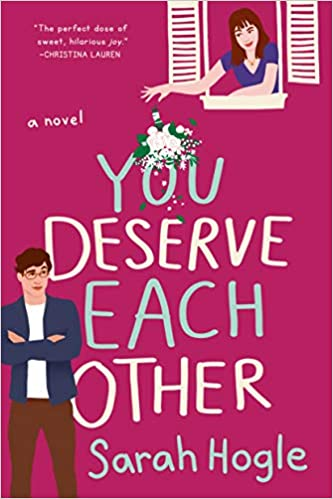 "The perfect dose of
sweet, hilarious joy."
–CHRISTINA LAUREN
a novel
YOU
DESERVE
EACH
OTHER
Sarah Hogle